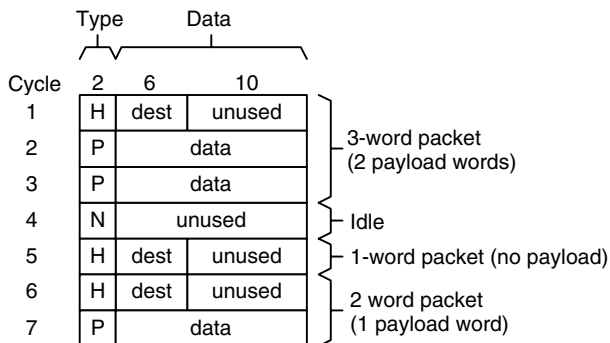 Type Data
Cycle 2 6 10
1 H dest unused
2 P data
3 P data
3-word packet
(2 payload words)
4 N unused Idle
5 H dest unused 1-word packet (no payload)
6 H dest unused
7 P data
2 word packet
(1 payload word)